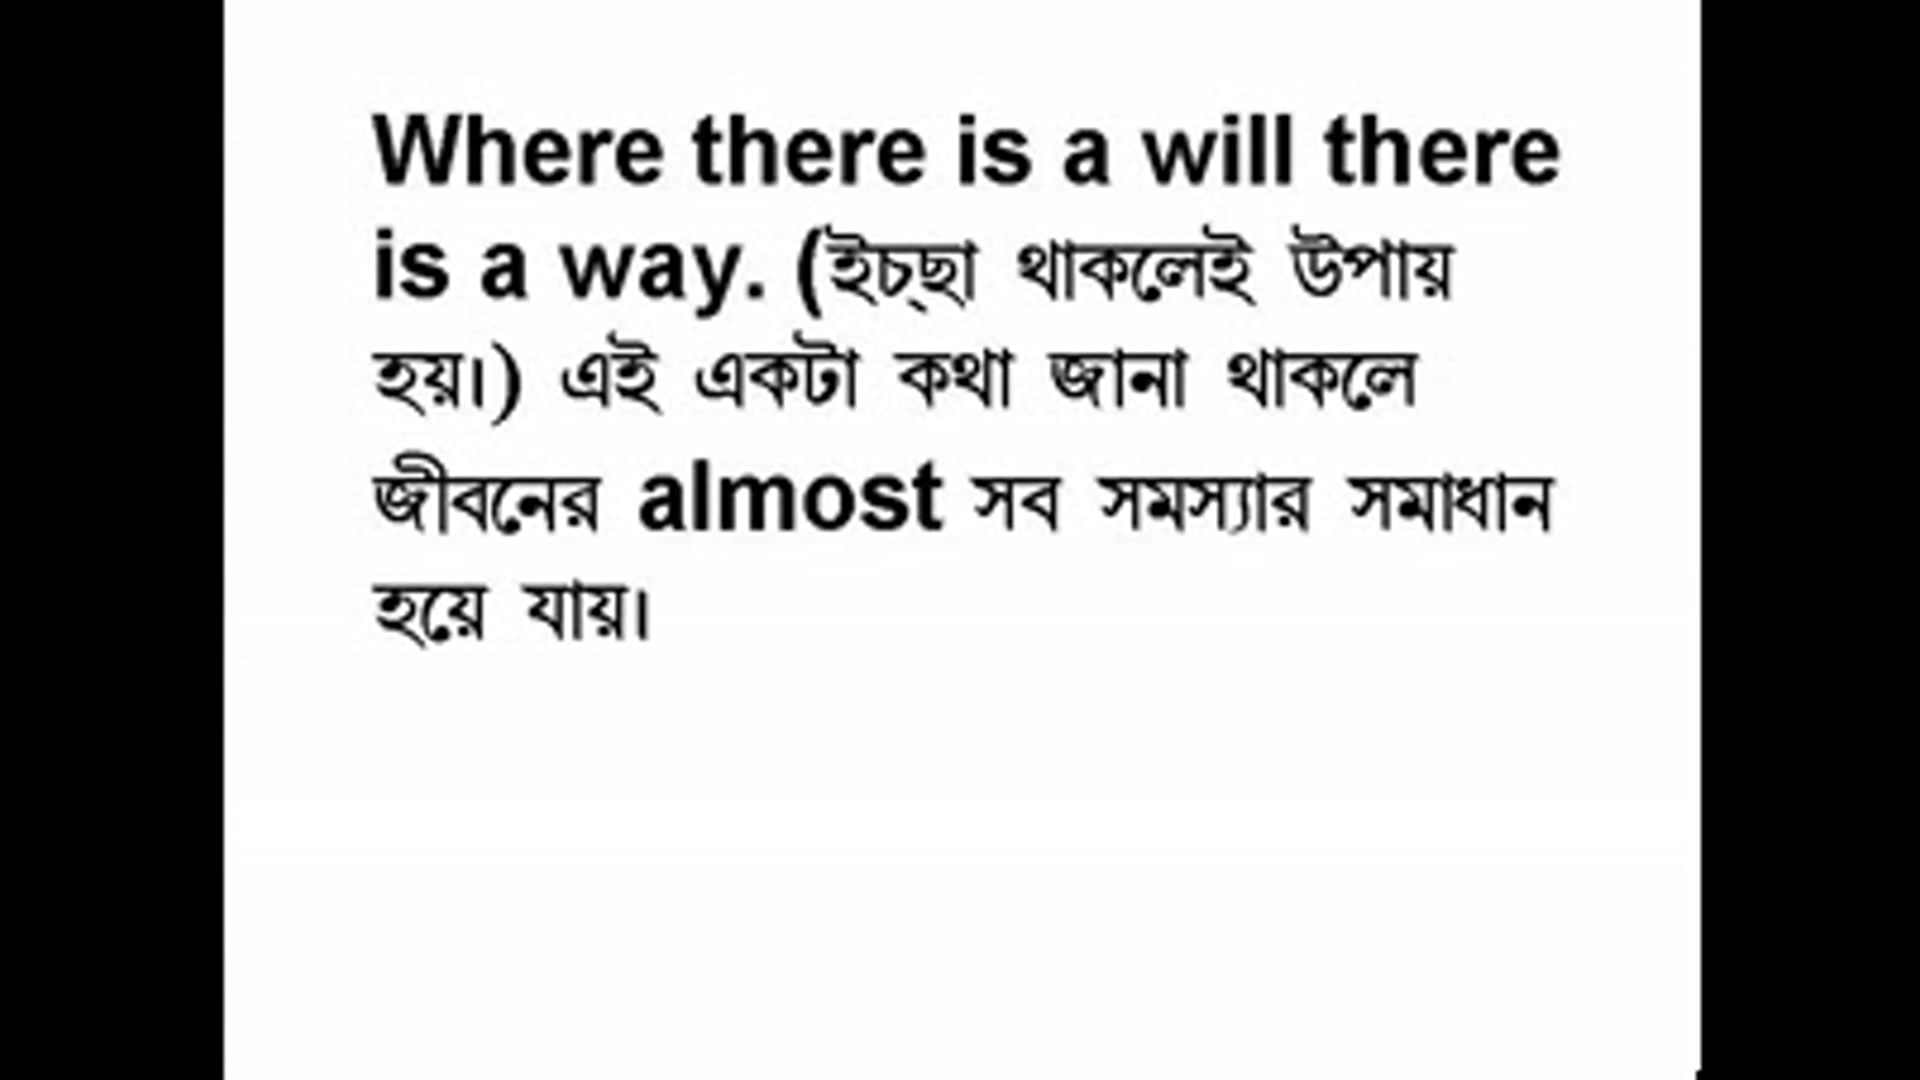 Where there is a will there
is a way. (ইচ্ছা থাকলেই উপায়
হয়।) এই একটা কথা জানা থাকলে
জীবনের almost সব সমস্যার সমাধান
হয়ে যায়।